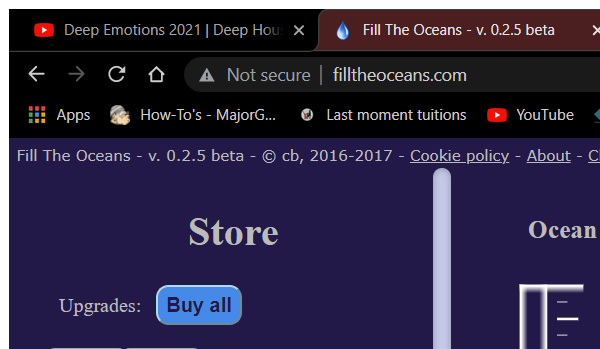 Deep Emotions 2021 | Deep Hou
Fill The Oceans - v. 0.2.5 beta
Not secure | filltheoceans.com
Apps
How-To's - MajorG...
Last moment tuitions
YouTube
Fill The Oceans - v. 0.2.5 beta - © cb, 2016-2017 - Cookie policy - About -
Store
Ocean
Upgrades:
Buy all